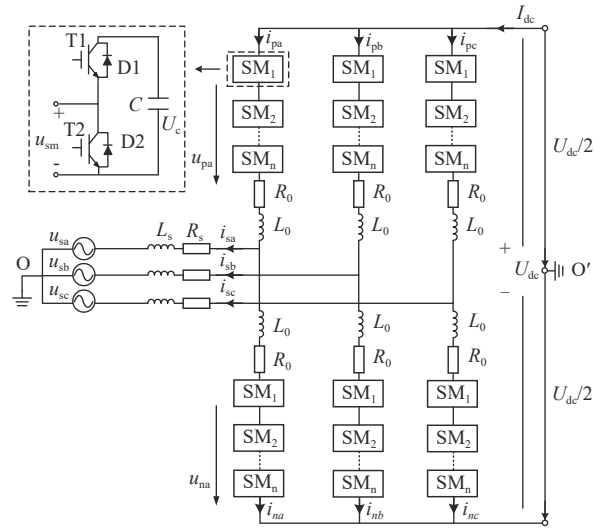 I_dc
T1
D1
i_pa
i_pb
i_pc
SM_1
SM_1
SM_1
+
C
U_c
u_sm
T2
D2
-
SM_2
SM_2
SM_2
u_pa
U_dc/2
SM_n
SM_n
SM_n
R_0
R_0
R_0
L_0
L_0
L_0
u_sa
L_s
R_s
i_sa
+
O
u_sb
i_sb
U_dc
O′
u_sc
i_sc
−
L_0
L_0
L_0
R_0
R_0
R_0
SM_1
SM_1
SM_1
U_dc/2
SM_2
SM_2
SM_2
u_na
SM_n
SM_n
SM_n
i_na
i_nb
i_nc